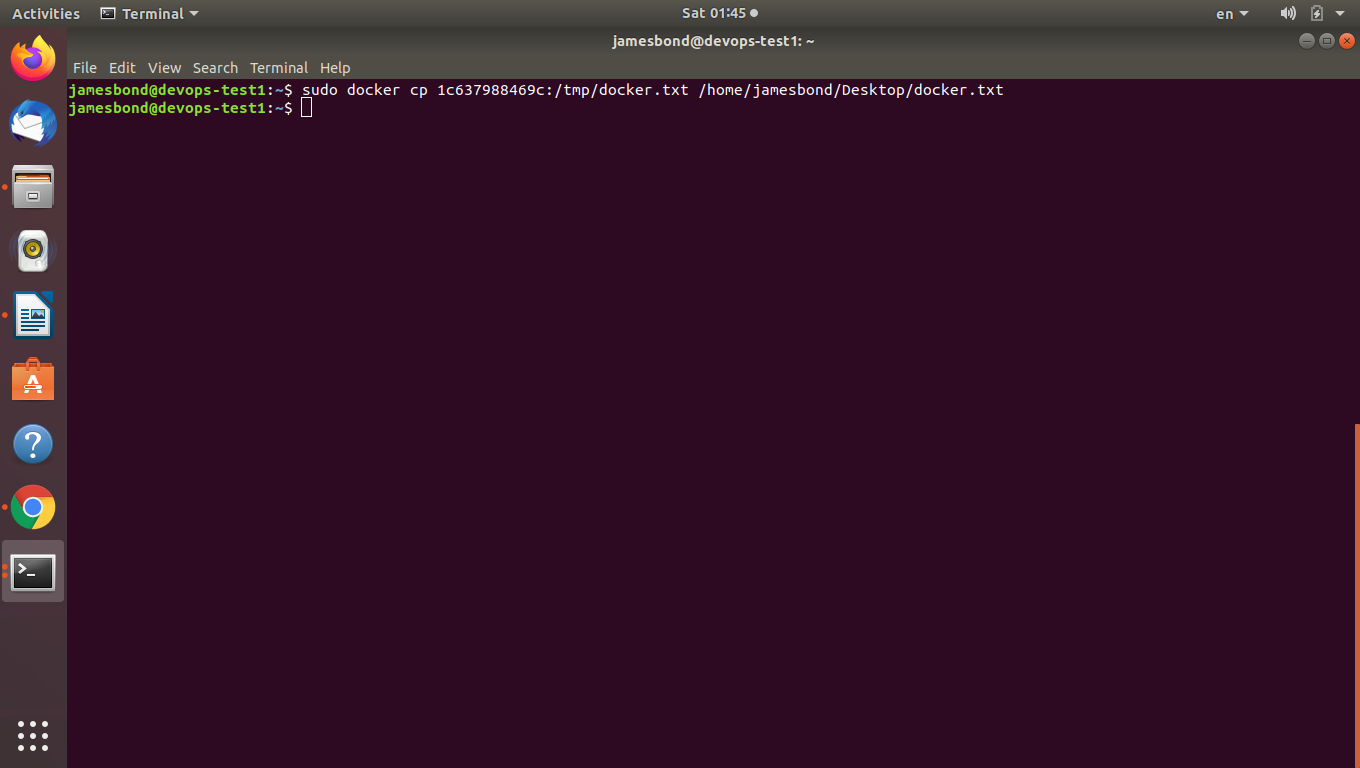 Activities Terminal Sat 01:45 en
jamesbond@devops-test1: ~
File Edit View Search Terminal Help
jamesbond@devops-test1:~$ sudo docker cp 1c637988469c:/tmp/docker.txt /home/jamesbond/Desktop/docker.txt
jamesbond@devops-test1:~$